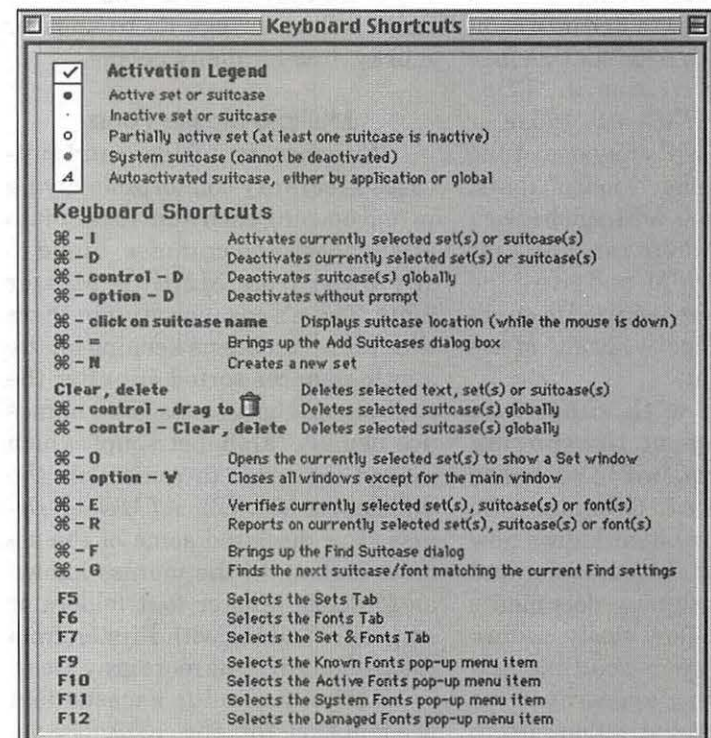 Keyboard Shortcuts
✓ Activation Legend
● Active set or suitcase
· Inactive set or suitcase
○ Partially active set (at least one suitcase is inactive)
● System suitcase (cannot be deactivated)
A Autoactivated suitcase, either by application or global
Keyboard Shortcuts
⌘ - I Activates currently selected set(s) or suitcase(s)
⌘ - D Deactivates currently selected set(s) or suitcase(s)
⌘ - control - D Deactivates suitcase(s) globally
⌘ - option - D Deactivates without prompt
⌘ - click on suitcase name Displays suitcase location (while the mouse is down)
⌘ - = Brings up the Add Suitcases dialog box
⌘ - N Creates a new set
Clear, delete Deletes selected text, set(s) or suitcase(s)
⌘ - control - drag to Deletes selected suitcase(s) globally
⌘ - control - Clear, delete Deletes selected suitcase(s) globally
⌘ - O Opens the currently selected set(s) to show a Set window
⌘ - option - W Closes all windows except for the main window
⌘ - E Verifies currently selected set(s), suitcase(s) or font(s)
⌘ - R Reports on currently selected set(s), suitcase(s) or font(s)
⌘ - F Brings up the Find Suitcase dialog
⌘ - G Finds the next suitcase/font matching the current Find settings
F5 Selects the Sets Tab
F6 Selects the Fonts Tab
F7 Selects the Set & Fonts Tab
F9 Selects the Known Fonts pop-up menu item
F10 Selects the Active Fonts pop-up menu item
F11 Selects the System Fonts pop-up menu item
F12 Selects the Damaged Fonts pop-up menu item